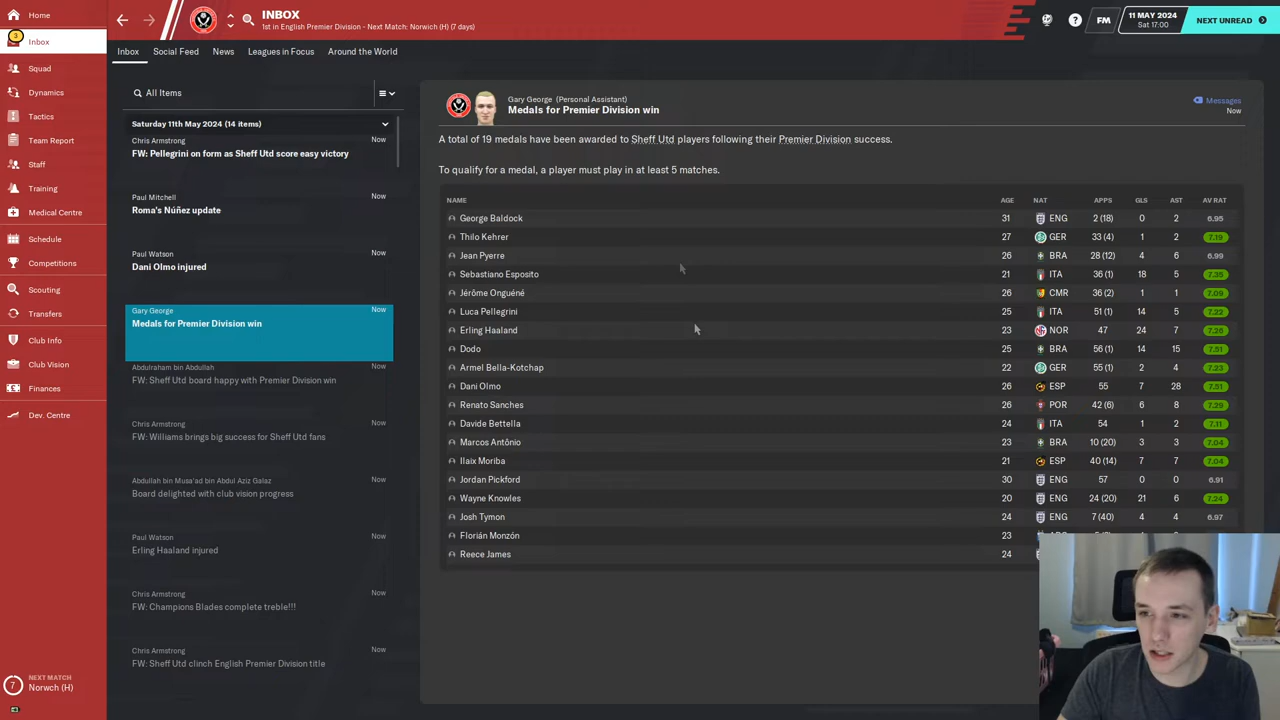 Home
Inbox
3
Squad
Dynamics
Tactics
Team Report
Staff
Training
Medical Centre
Schedule
Competitions
Scouting
Transfers
Club Info
Club Vision
Finances
Dev. Centre
7
NEXT MATCH
Norwch (H)
INBOX
1st in English Premier Division - Next Match: Norwich (H) (7 days)
?
FM
11 MAY 2024
Sat 17:00
NEXT UNREAD
Inbox
Social Feed
News
Leagues in Focus
Around the World
All Items
Saturday 11th May 2024 (14 items)
Chris Armstrong Now
FW: Pellegrini on form as Sheff Utd score easy victory
Paul Mitchell Now
Roma's Núñez update
Paul Watson Now
Dani Olmo injured
Gary George Now
Medals for Premier Division win
Abdulraham bin Abdullah Now
FW: Sheff Utd board happy with Premier Division win
Chris Armstrong Now
FW: Williams brings big success for Sheff Utd fans
Abdullah bin Musa'ad bin Abdul Aziz Galaz Now
Board delighted with club vision progress
Paul Watson Now
Erling Haaland injured
Chris Armstrong Now
FW: Champions Blades complete treble!!!
Chris Armstrong Now
FW: Sheff Utd clinch English Premier Division title
Gary George (Personal Assistant)
Medals for Premier Division win
Messages
Now
A total of 19 medals have been awarded to Sheff Utd players following their Premier Division success.
To qualify for a medal, a player must play in at least 5 matches.
NAME AGE NAT APPS GLS AST AV RAT
George Baldock 31 ENG 2 (18) 0 2 6.95
Thilo Kehrer 27 GER 33 (4) 1 2 7.19
Jean Pyerre 26 BRA 28 (12) 4 6 6.99
Sebastiano Esposito 21 ITA 36 (1) 18 5 7.35
Jérôme Onguéné 26 CMR 36 (2) 1 1 7.09
Luca Pellegrini 25 ITA 51 (1) 14 5 7.22
Erling Haaland 23 NOR 47 24 7 7.26
Dodo 25 BRA 56 (1) 14 15 7.51
Armel Bella-Kotchap 22 GER 55 (1) 2 4 7.23
Dani Olmo 26 ESP 55 7 28 7.51
Renato Sanches 26 POR 42 (6) 6 8 7.29
Davide Bettella 24 ITA 54 1 2 7.11
Marcos Antônio 23 BRA 10 (20) 3 3 7.04
Ilaix Moriba 21 ESP 40 (14) 7 7 7.04
Jordan Pickford 30 ENG 57 0 0 6.91
Wayne Knowles 20 ENG 24 (20) 21 6 7.24
Josh Tymon 24 ENG 7 (40) 4 4 6.97
Florián Monzón 23
Reece James 24